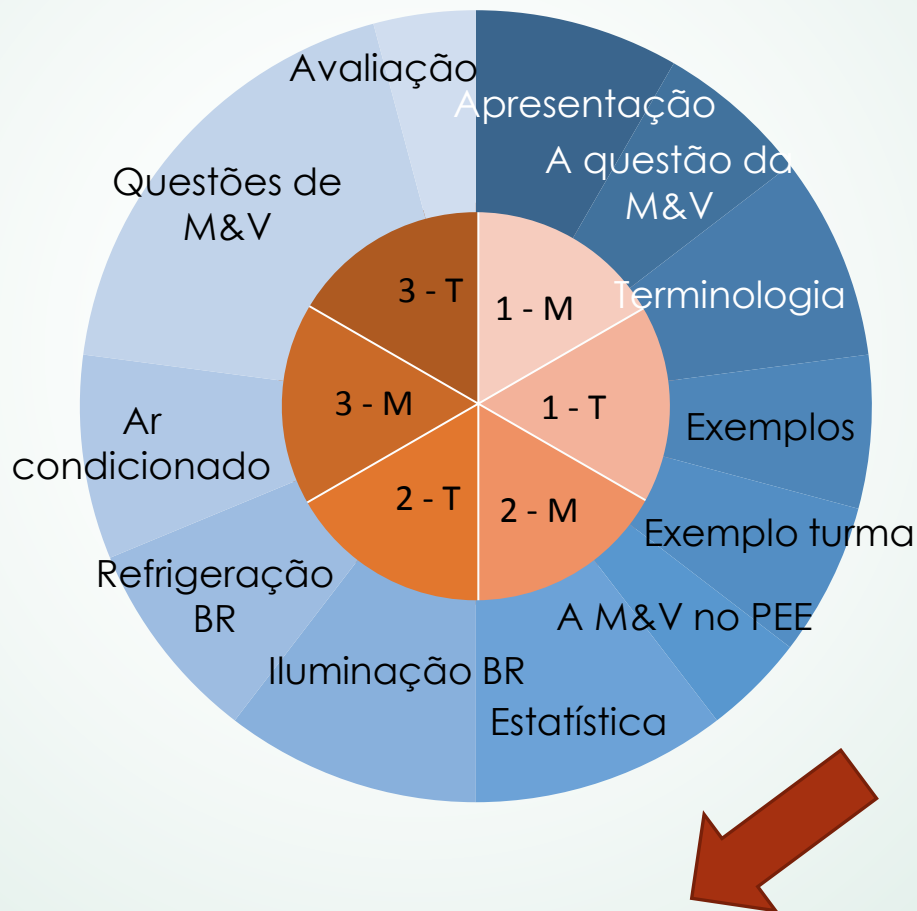 Avaliação
Apresentação
A questão da
M&V
Questões de
M&V
Terminologia
3 - T
1 - M
3 - M
1 - T
Exemplos
Ar
condicionado
2 - T
2 - M
Exemplo turma
Refrigeração
BR
A M&V no PEE
Iluminação BR
Estatística